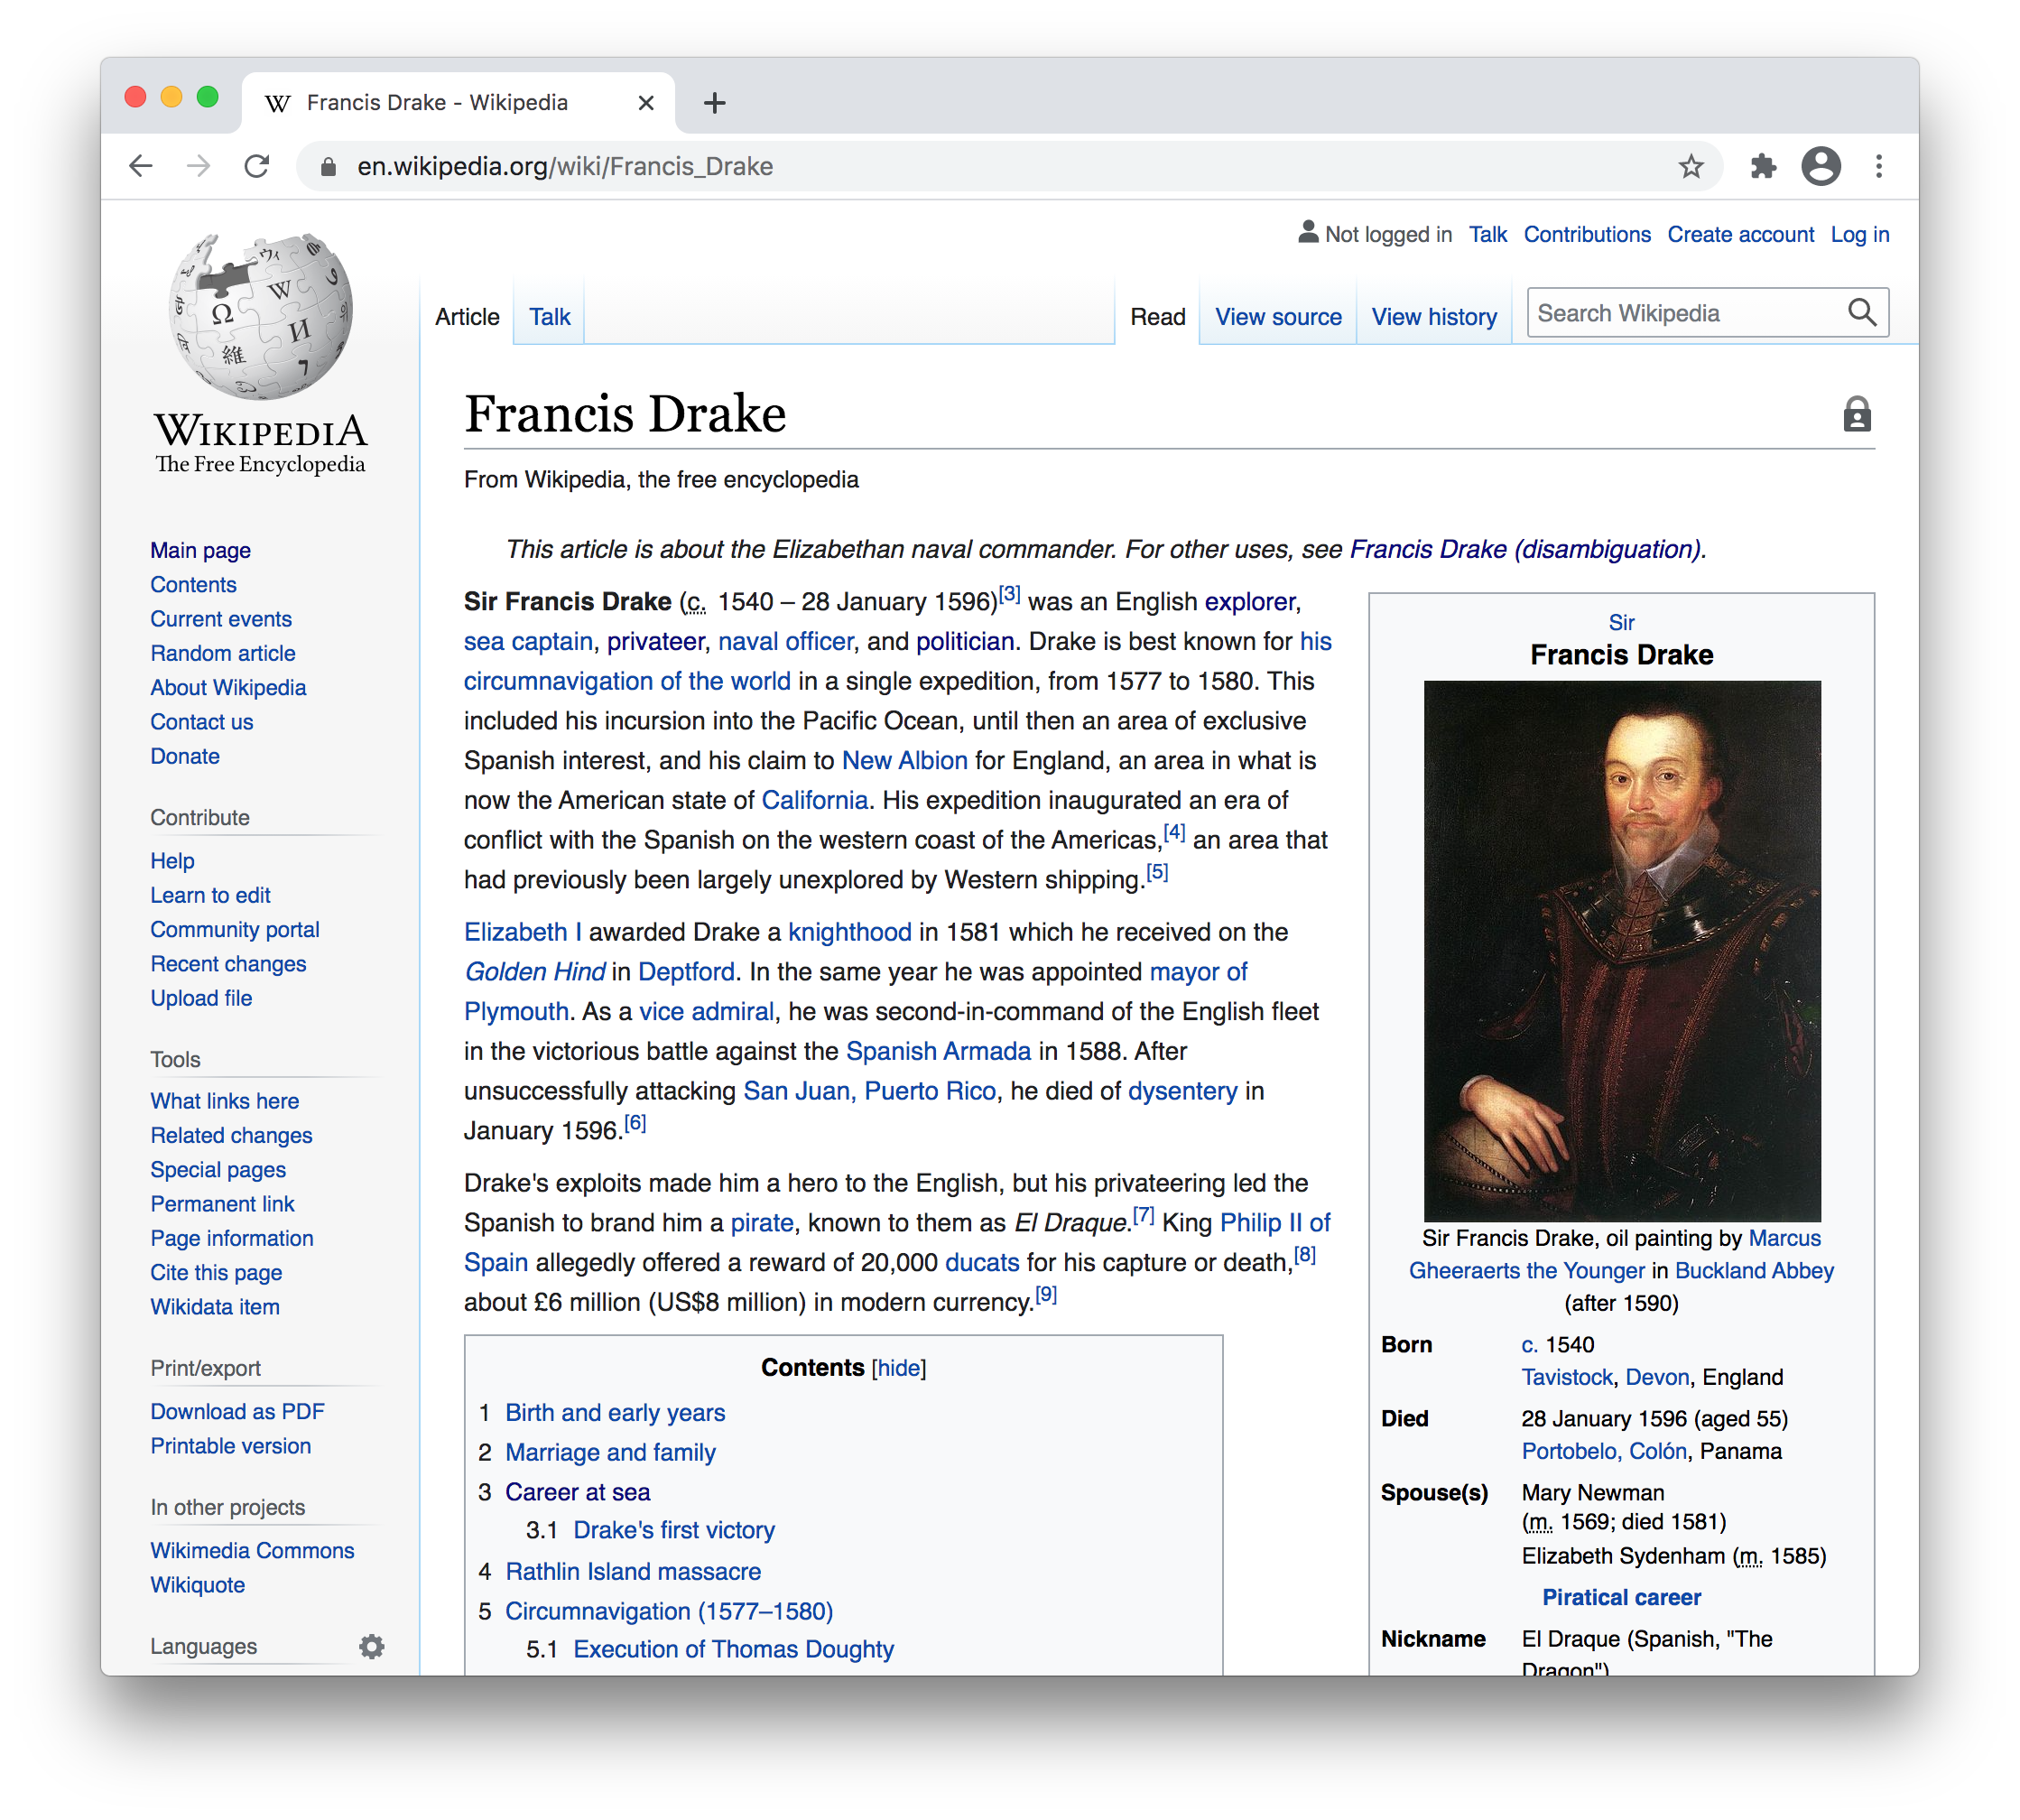 Francis Drake - Wikipedia
en.wikipedia.org/wiki/Francis_Drake
Not logged in Talk Contributions Create account Log in
Article Talk Read View source View history Search Wikipedia
WIKIPEDIA
The Free Encyclopedia
Main page
Contents
Current events
Random article
About Wikipedia
Contact us
Donate
Contribute
Help
Learn to edit
Community portal
Recent changes
Upload file
Tools
What links here
Related changes
Special pages
Permanent link
Page information
Cite this page
Wikidata item
Print/export
Download as PDF
Printable version
In other projects
Wikimedia Commons
Wikiquote
Languages
Francis Drake
From Wikipedia, the free encyclopedia
This article is about the Elizabethan naval commander. For other uses, see Francis Drake (disambiguation).
Sir Francis Drake (c. 1540 – 28 January 1596)[3] was an English explorer,
sea captain, privateer, naval officer, and politician. Drake is best known for his
circumnavigation of the world in a single expedition, from 1577 to 1580. This
included his incursion into the Pacific Ocean, until then an area of exclusive
Spanish interest, and his claim to New Albion for England, an area in what is
now the American state of California. His expedition inaugurated an era of
conflict with the Spanish on the western coast of the Americas,[4] an area that
had previously been largely unexplored by Western shipping.[5]
Elizabeth I awarded Drake a knighthood in 1581 which he received on the
Golden Hind in Deptford. In the same year he was appointed mayor of
Plymouth. As a vice admiral, he was second-in-command of the English fleet
in the victorious battle against the Spanish Armada in 1588. After
unsuccessfully attacking San Juan, Puerto Rico, he died of dysentery in
January 1596.[6]
Drake's exploits made him a hero to the English, but his privateering led the
Spanish to brand him a pirate, known to them as El Draque.[7] King Philip II of
Spain allegedly offered a reward of 20,000 ducats for his capture or death,[8]
about £6 million (US$8 million) in modern currency.[9]
Contents [hide]
1 Birth and early years
2 Marriage and family
3 Career at sea
3.1 Drake's first victory
4 Rathlin Island massacre
5 Circumnavigation (1577–1580)
5.1 Execution of Thomas Doughty
Sir
Francis Drake
Sir Francis Drake, oil painting by Marcus
Gheeraerts the Younger in Buckland Abbey
(after 1590)
Born c. 1540
Tavistock, Devon, England
Died 28 January 1596 (aged 55)
Portobelo, Colón, Panama
Spouse(s) Mary Newman
(m. 1569; died 1581)
Elizabeth Sydenham (m. 1585)
Piratical career
Nickname El Draque (Spanish, "The
Dragon")